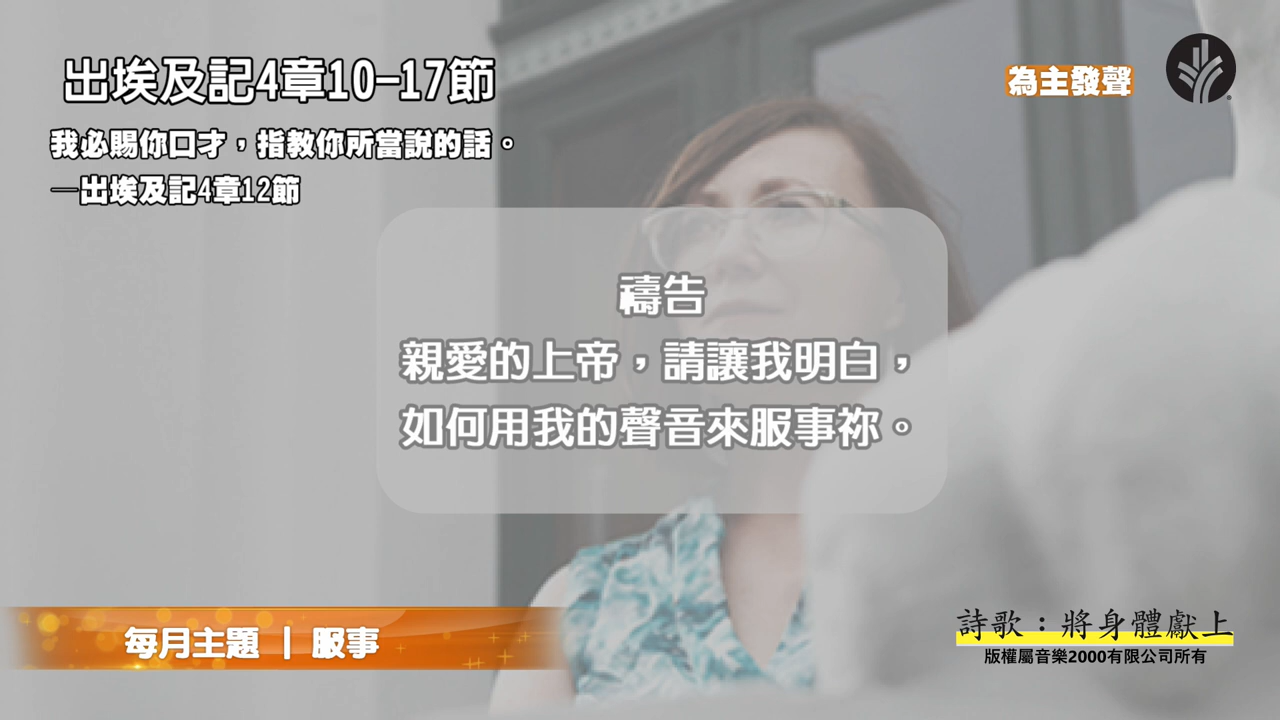 出埃及記4章10-17節
為主發聲
我必賜你口才，指教你所當說的話。
─出埃及記4章12節
禱告
親愛的上帝，請讓我明白，
如何用我的聲音來服事祢。
每月主題 | 服事
詩歌：將身體獻上
版權屬音樂2000有限公司所有